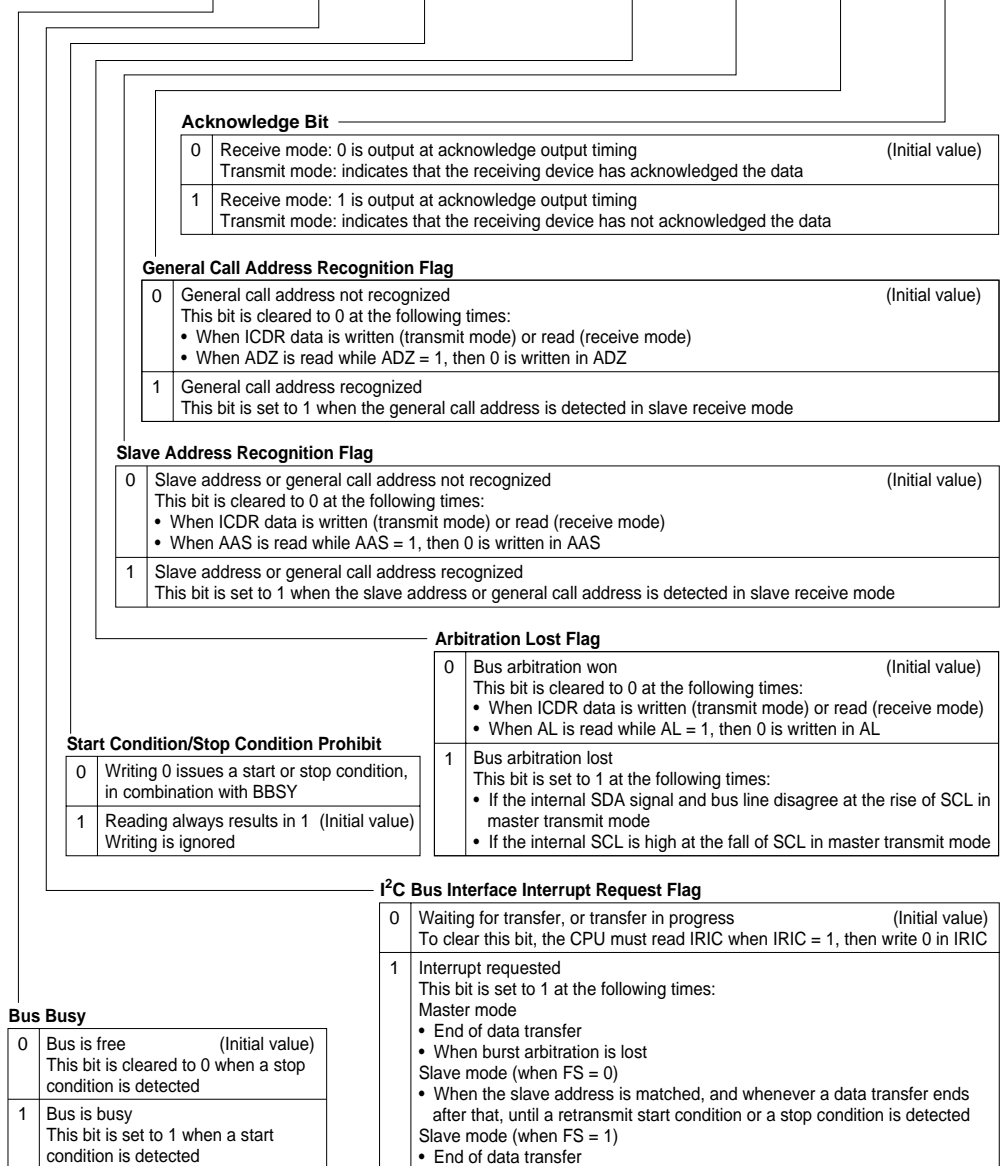 Acknowledge Bit
0 Receive mode: 0 is output at acknowledge output timing (Initial value)
Transmit mode: indicates that the receiving device has acknowledged the data
1 Receive mode: 1 is output at acknowledge output timing
Transmit mode: indicates that the receiving device has not acknowledged the data
General Call Address Recognition Flag
0 General call address not recognized (Initial value)
This bit is cleared to 0 at the following times:
• When ICDR data is written (transmit mode) or read (receive mode)
• When ADZ is read while ADZ = 1, then 0 is written in ADZ
1 General call address recognized
This bit is set to 1 when the general call address is detected in slave receive mode
Slave Address Recognition Flag
0 Slave address or general call address not recognized (Initial value)
This bit is cleared to 0 at the following times:
• When ICDR data is written (transmit mode) or read (receive mode)
• When AAS is read while AAS = 1, then 0 is written in AAS
1 Slave address or general call address recognized
This bit is set to 1 when the slave address or general call address is detected in slave receive mode
Arbitration Lost Flag
0 Bus arbitration won (Initial value)
This bit is cleared to 0 at the following times:
• When ICDR data is written (transmit mode) or read (receive mode)
• When AL is read while AL = 1, then 0 is written in AL
1 Bus arbitration lost
This bit is set to 1 at the following times:
• If the internal SDA signal and bus line disagree at the rise of SCL in
master transmit mode
• If the internal SCL is high at the fall of SCL in master transmit mode
Start Condition/Stop Condition Prohibit
0 Writing 0 issues a start or stop condition,
in combination with BBSY
1 Reading always results in 1 (Initial value)
Writing is ignored
I²C Bus Interface Interrupt Request Flag
0 Waiting for transfer, or transfer in progress (Initial value)
To clear this bit, the CPU must read IRIC when IRIC = 1, then write 0 in IRIC
1 Interrupt requested
This bit is set to 1 at the following times:
Master mode
• End of data transfer
• When burst arbitration is lost
Slave mode (when FS = 0)
• When the slave address is matched, and whenever a data transfer ends
after that, until a retransmit start condition or a stop condition is detected
Slave mode (when FS = 1)
• End of data transfer
Bus Busy
0 Bus is free (Initial value)
This bit is cleared to 0 when a stop
condition is detected
1 Bus is busy
This bit is set to 1 when a start
condition is detected